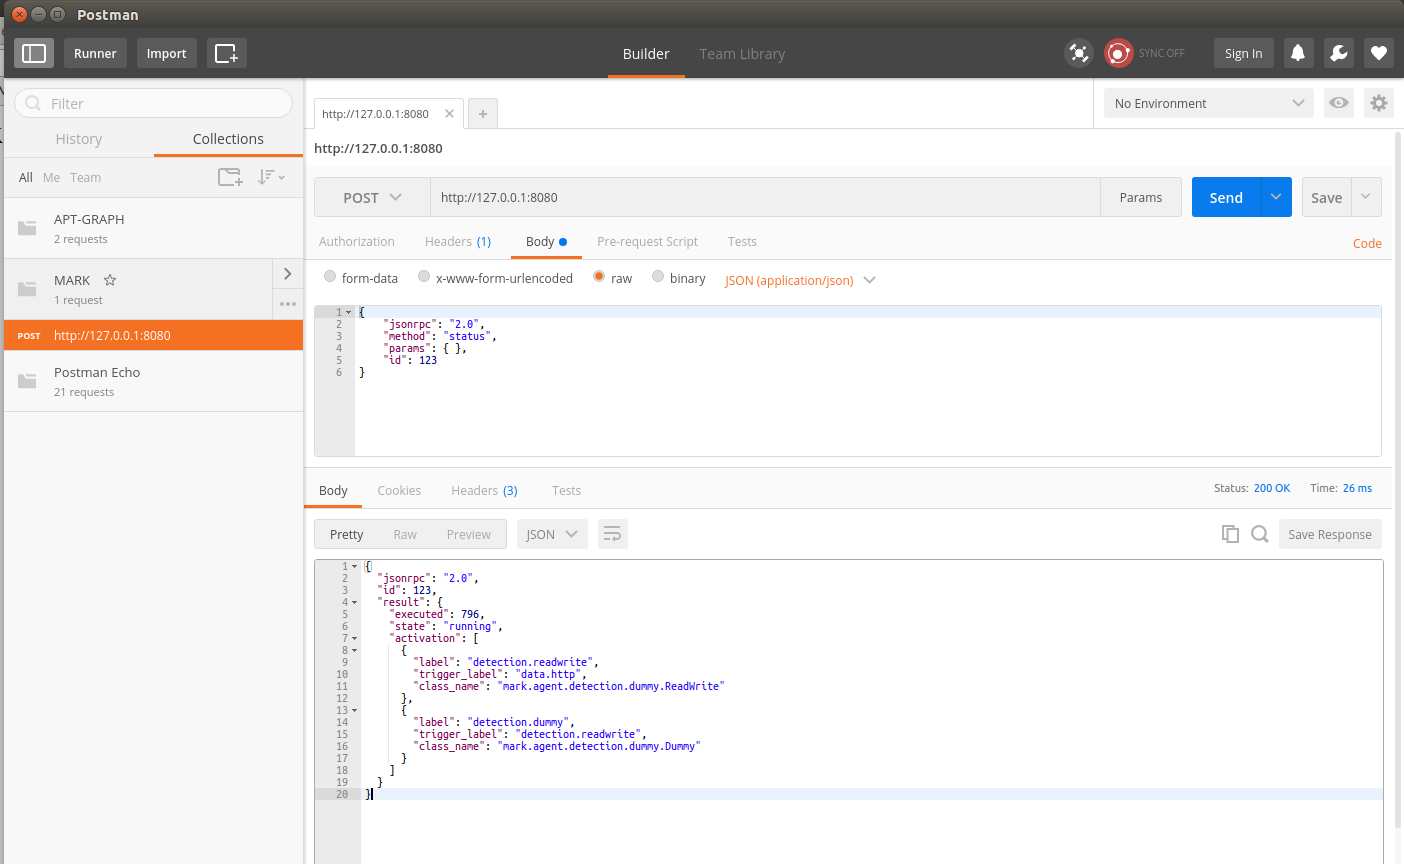 Postman
Runner
Import
Builder
Team Library
SYNC OFF
Sign In
Filter
History
Collections
All Me Team
APT-GRAPH
2 requests
MARK
1 request
POST http://127.0.0.1:8080
Postman Echo
21 requests
http://127.0.0.1:8080
No Environment
http://127.0.0.1:8080
POST
http://127.0.0.1:8080
Params
Send
Save
Authorization
Headers (1)
Body
Pre-request Script
Tests
Code
form-data
x-www-form-urlencoded
raw
binary
JSON (application/json)
1 {
2 "jsonrpc": "2.0",
3 "method": "status",
4 "params": { },
5 "id": 123
6 }
Body
Cookies
Headers (3)
Tests
Status: 200 OK
Time: 26 ms
Pretty
Raw
Preview
JSON
Save Response
1 {
2 "jsonrpc": "2.0",
3 "id": 123,
4 "result": {
5 "executed": 796,
6 "state": "running",
7 "activation": [
8 {
9 "label": "detection.readwrite",
10 "trigger_label": "data.http",
11 "class_name": "mark.agent.detection.dummy.ReadWrite"
12 },
13 {
14 "label": "detection.dummy",
15 "trigger_label": "detection.readwrite",
16 "class_name": "mark.agent.detection.dummy.Dummy"
17 }
18 ]
19 }
20 }